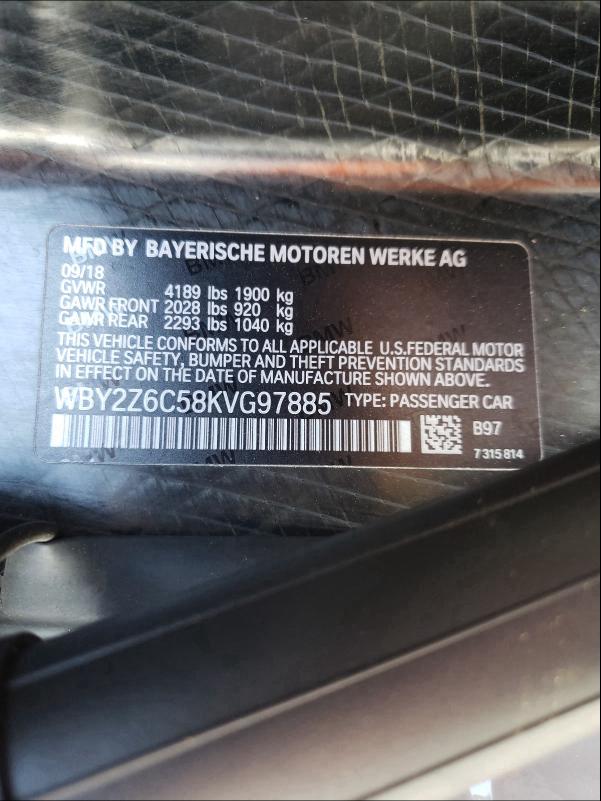 MFD BY BAYERISCHE MOTOREN WERKE AG
09/18
GVWR 4189 lbs 1900 kg
GAWR FRONT 2028 lbs 920 kg
GAWR REAR 2293 lbs 1040 kg
THIS VEHICLE CONFORMS TO ALL APPLICABLE U.S.FEDERAL MOTOR
VEHICLE SAFETY, BUMPER AND THEFT PREVENTION STANDARDS
IN EFFECT ON THE DATE OF MANUFACTURE SHOWN ABOVE.
WBY2Z6C58KVG97885 TYPE: PASSENGER CAR
B97
7 315 814